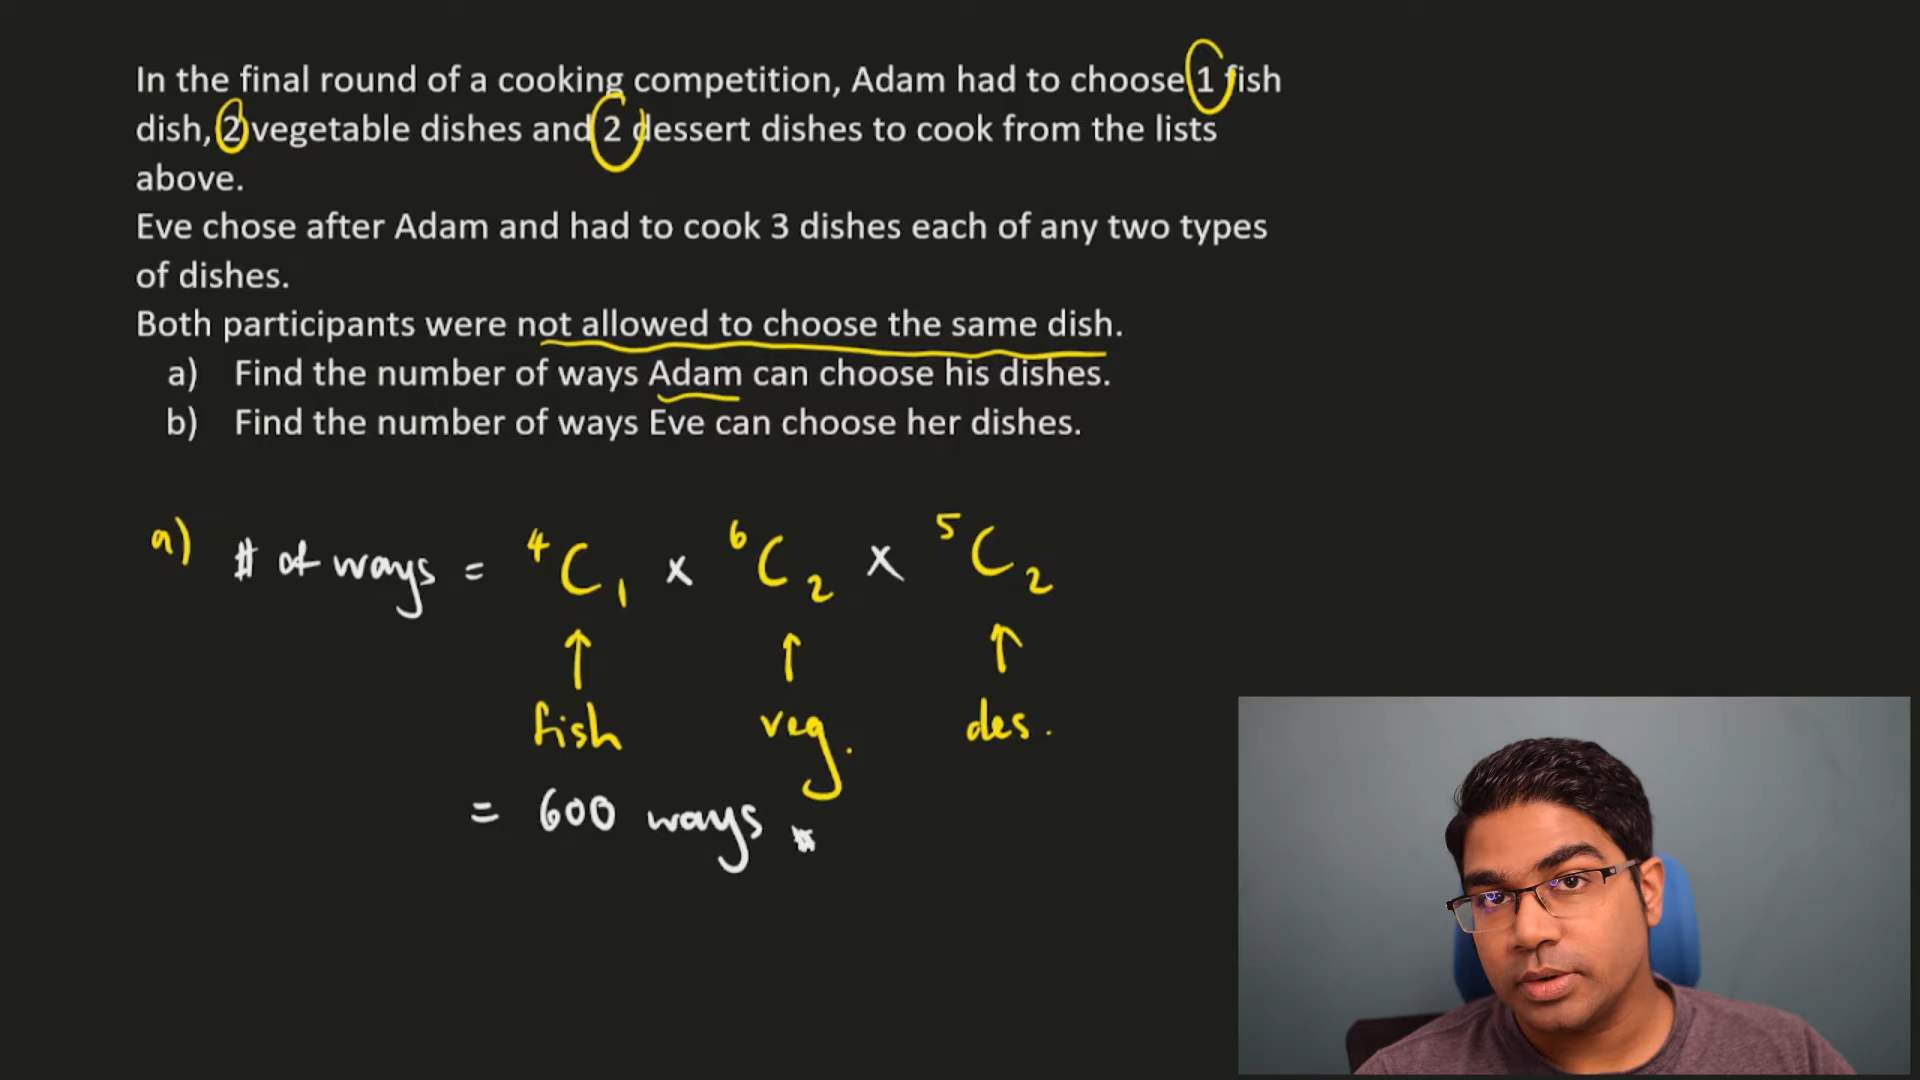 In the final round of a cooking competition, Adam had to choose 1 fish
dish, 2 vegetable dishes and 2 dessert dishes to cook from the lists
above.
Eve chose after Adam and had to cook 3 dishes each of any two types
of dishes.
Both participants were not allowed to choose the same dish.
a) Find the number of ways Adam can choose his dishes.
b) Find the number of ways Eve can choose her dishes.
a) # of ways = ⁴C₁ x ⁶C₂ x ⁵C₂
↑ ↑ ↑
fish veg. des.
= 600 ways #